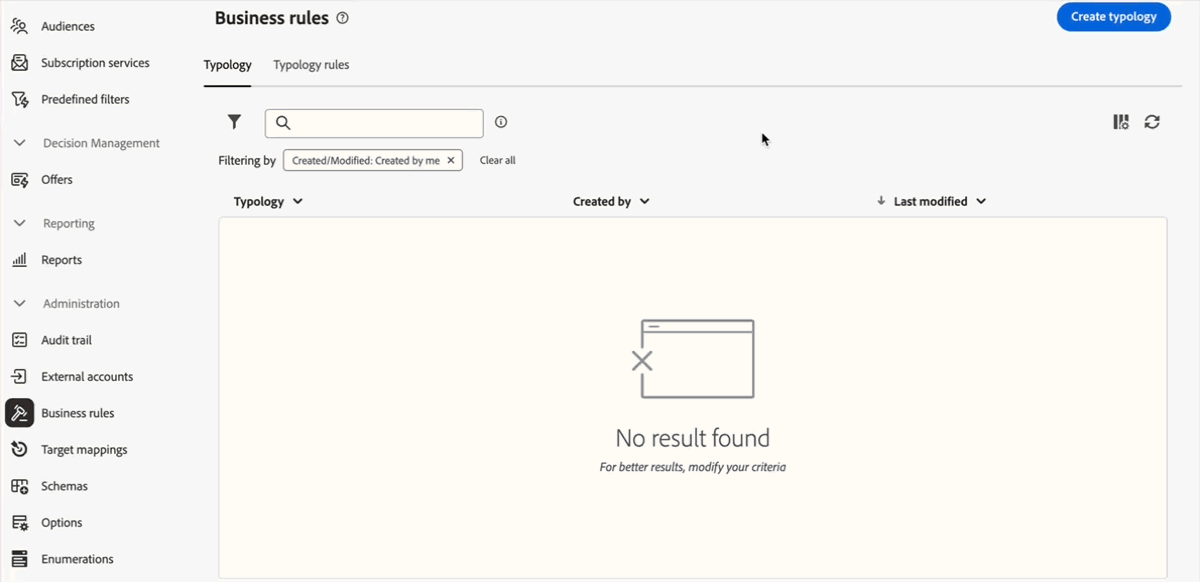 Audiences
Subscription services
Predefined filters
Decision Management
Offers
Reporting
Reports
Administration
Audit trail
External accounts
Business rules
Target mappings
Schemas
Options
Enumerations
Business rules
Create typology
Typology Typology rules
Filtering by Created/Modified: Created by me Clear all
Typology Created by Last modified
No result found
For better results, modify your criteria